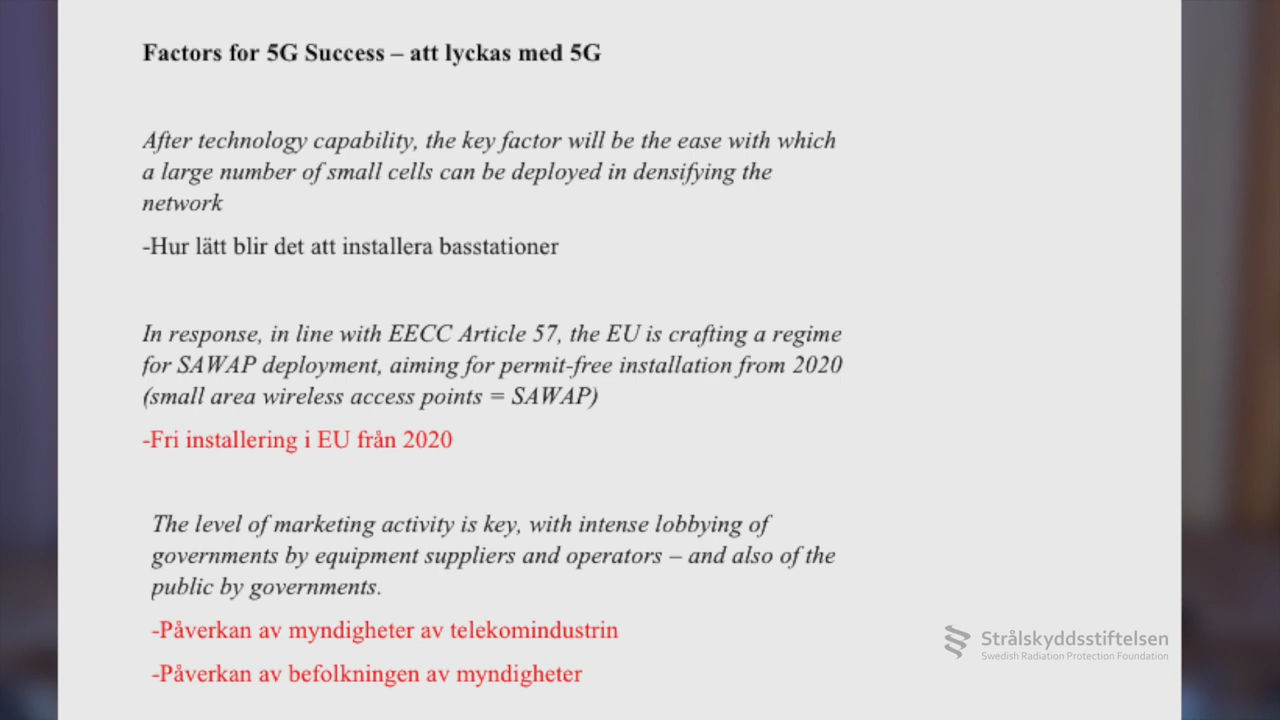 Factors for 5G Success – att lyckas med 5G
After technology capability, the key factor will be the ease with which
a large number of small cells can be deployed in densifying the
network
-Hur lätt blir det att installera basstationer
In response, in line with EECC Article 57, the EU is crafting a regime
for SAWAP deployment, aiming for permit-free installation from 2020
(small area wireless access points = SAWAP)
-Fri installering i EU från 2020
The level of marketing activity is key, with intense lobbying of
governments by equipment suppliers and operators – and also of the
public by governments.
-Påverkan av myndigheter av telekomindustrin
-Påverkan av befolkningen av myndigheter
Strålskyddsstiftelsen
Swedish Radiation Protection Foundation